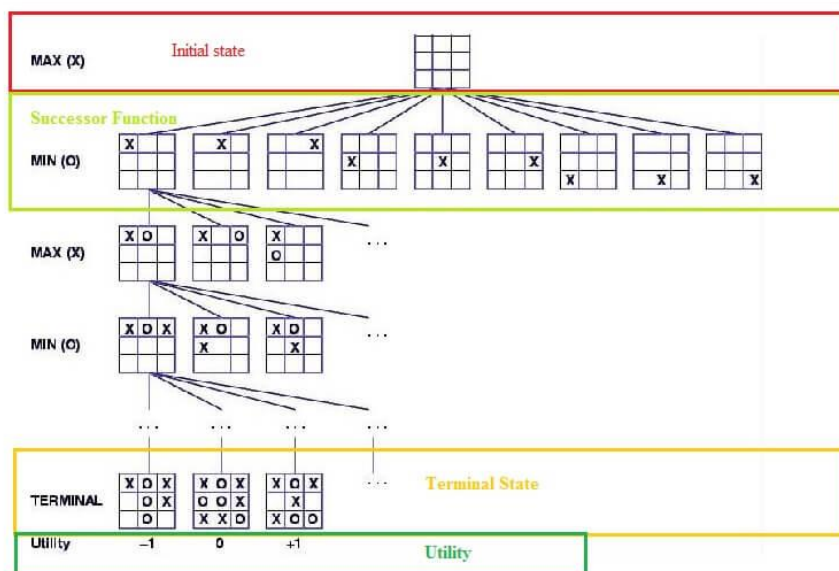 Initial state
MAX (X)
Successor Function
X X X
MIN (O) X X X
X X X
X O X O X
MAX (X) O
...
X O X X O X O
MIN (O) X X
...
... ... ... ...
X O X X O X X O X ...
Terminal State
TERMINAL O X O O X X
O X X O X O O
Utility -1 0 +1
Utility